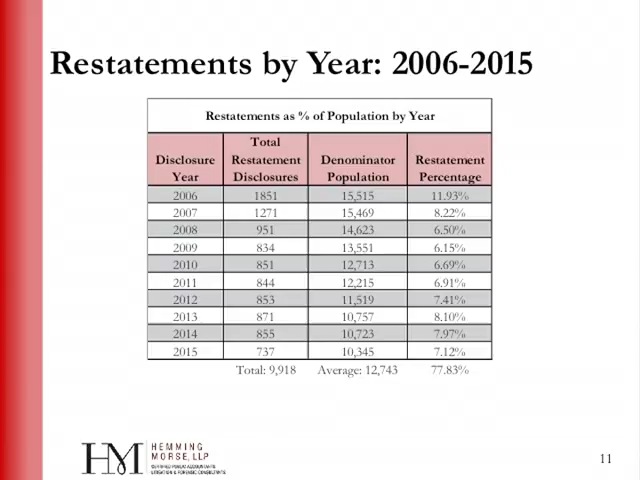 Restatements by Year: 2006-2015
Restatements as % of Population by Year
Disclosure Year Total Restatement Disclosures Denominator Population Restatement Percentage
2006 1851 15,515 11.93%
2007 1271 15,469 8.22%
2008 951 14,623 6.50%
2009 834 13,551 6.15%
2010 851 12,713 6.69%
2011 844 12,215 6.91%
2012 853 11,519 7.41%
2013 871 10,757 8.10%
2014 855 10,723 7.97%
2015 737 10,345 7.12%
Total: 9,918 Average: 12,743 77.83%
HM
HEMMING
MORSE, LLP
CERTIFIED PUBLIC ACCOUNTANTS
LITIGATION & FORENSIC CONSULTANTS
11